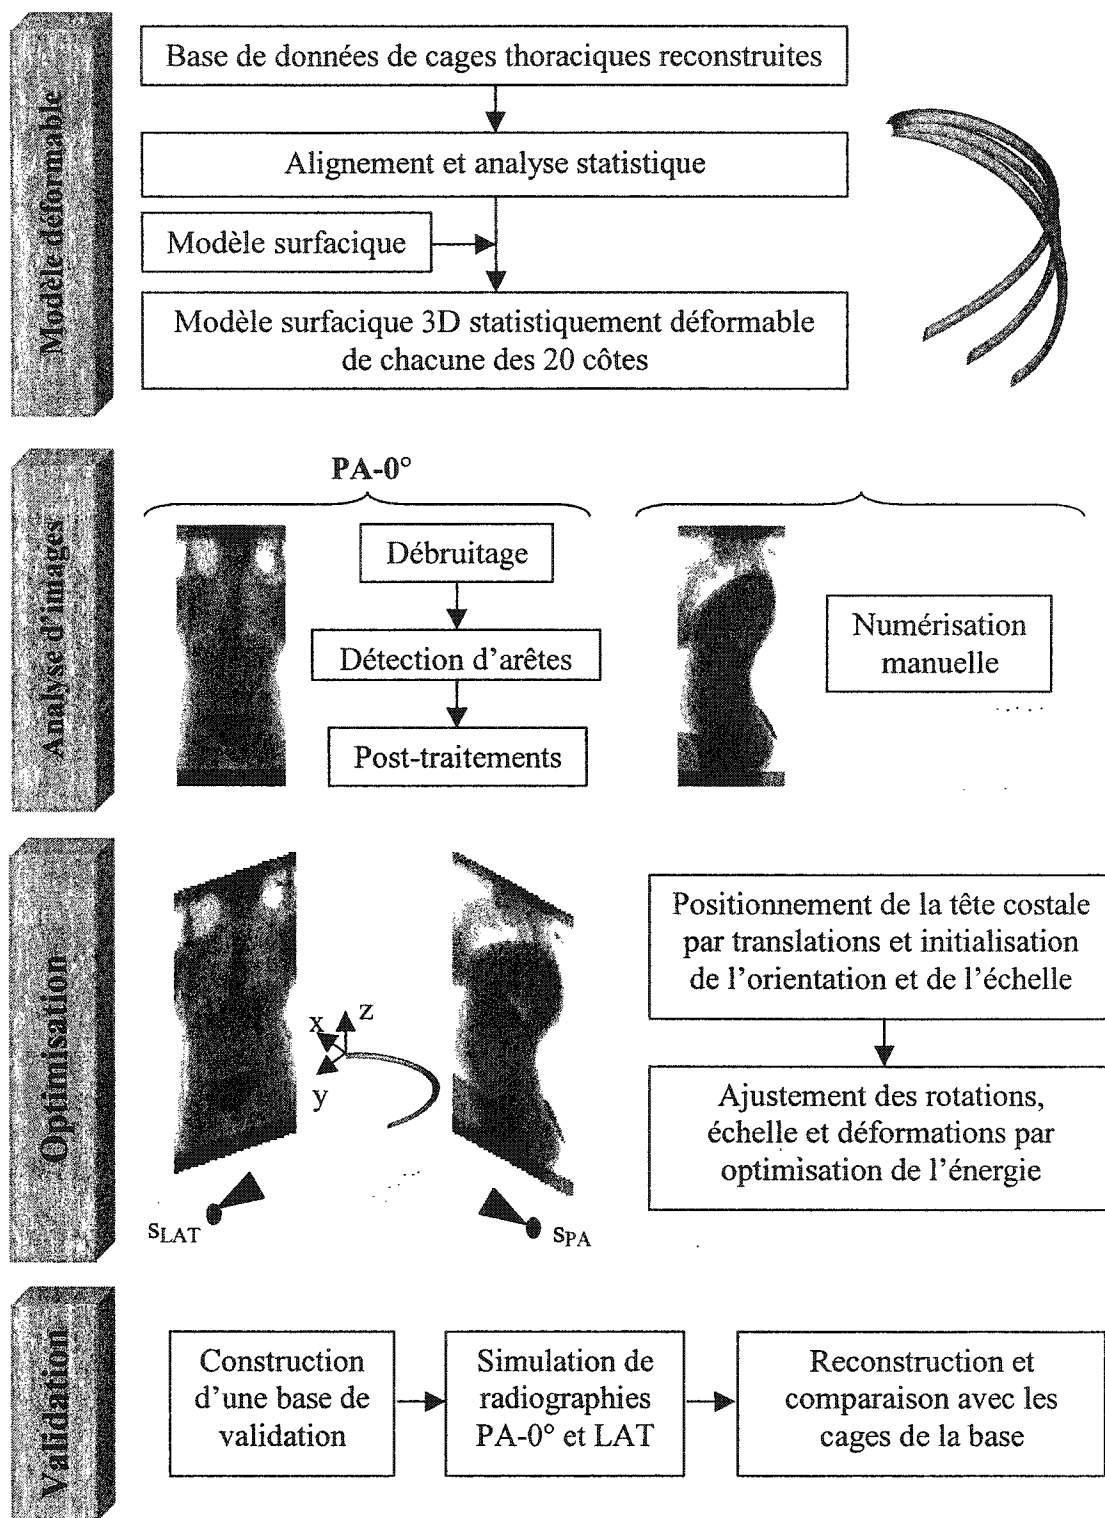 Modèle déformable
Base de données de cages thoraciques reconstruites
Alignement et analyse statistique
Modèle surfacique
Modèle surfacique 3D statistiquement déformable
de chacune des 20 côtes
Analyse d'images
PA-0°
Débruitage
Détection d'arêtes
Post-traitements
Numérisation
manuelle
Optimisation
x
z
y
SLAT
SPA
Positionnement de la tête costale
par translations et initialisation
de l'orientation et de l'échelle
Ajustement des rotations,
échelle et déformations par
optimisation de l'énergie
Validation
Construction
d'une base de
validation
Simulation de
radiographies
PA-0° et LAT
Reconstruction et
comparaison avec les
cages de la base